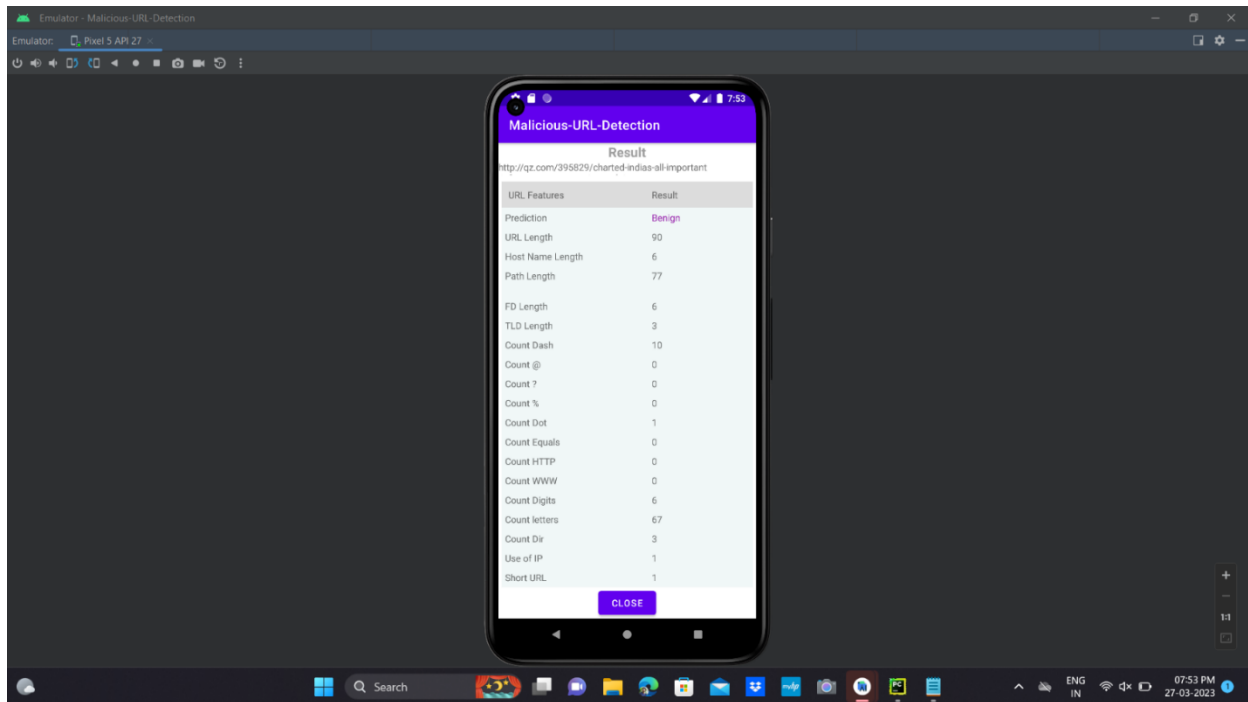 Emulator - Malicious-URL-Detection
Emulator: Pixel 5 API 27
7:53
Malicious-URL-Detection
Result
http://qz.com/395829/charted-indias-all-important
URL Features Result
Prediction Benign
URL Length 90
Host Name Length 6
Path Length 77
FD Length 6
TLD Length 3
Count Dash 10
Count @ 0
Count ? 0
Count % 0
Count Dot 1
Count Equals 0
Count HTTP 0
Count WWW 0
Count Digits 6
Count letters 67
Count Dir 3
Use of IP 1
Short URL 1
CLOSE
1:1
Search
PC
ENG
IN
07:53 PM
27-03-2023
1